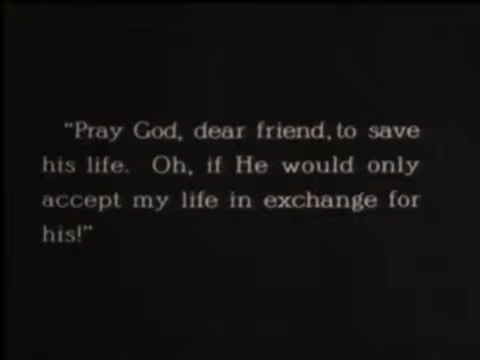 "Pray God, dear friend, to save
his life. Oh, if He would only
accept my life in exchange for
his!"